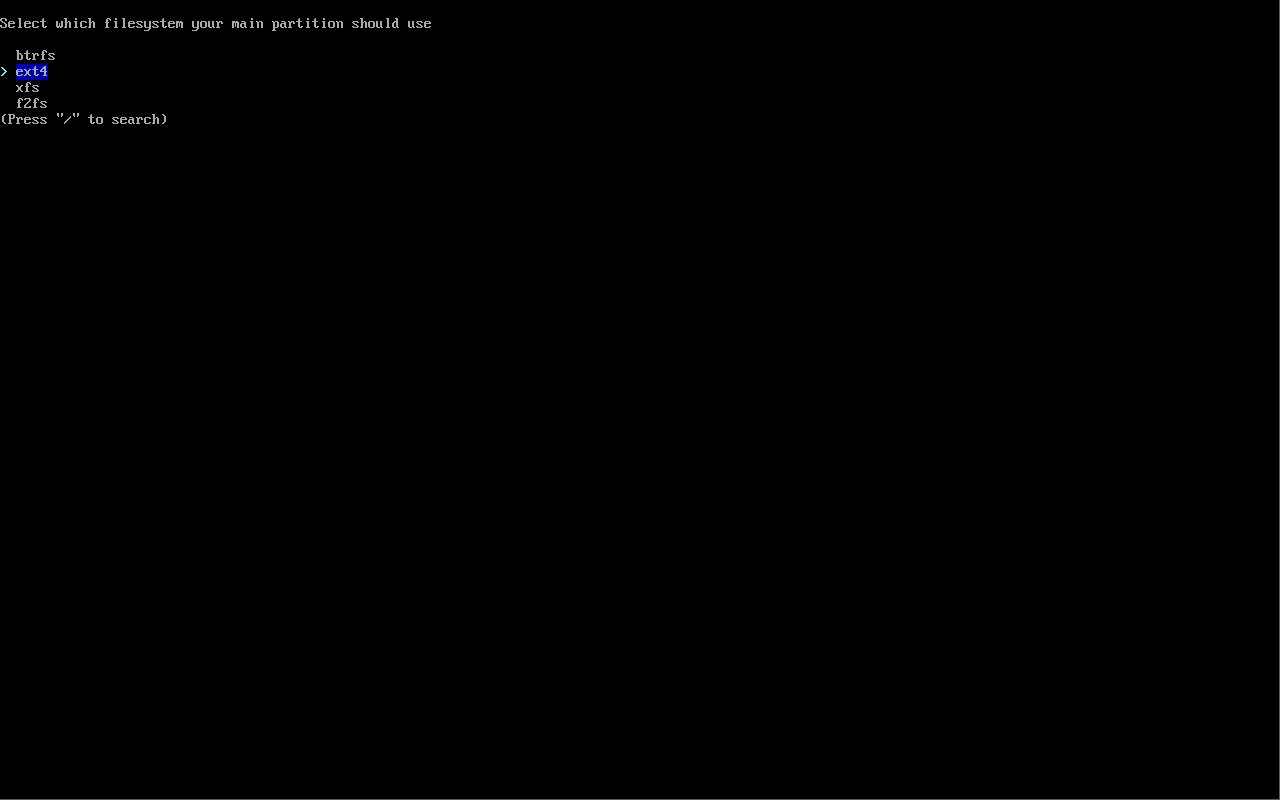 Select which filesystem your main partition should use
btrfs
> ext4
xfs
f2fs
(Press "/" to search)